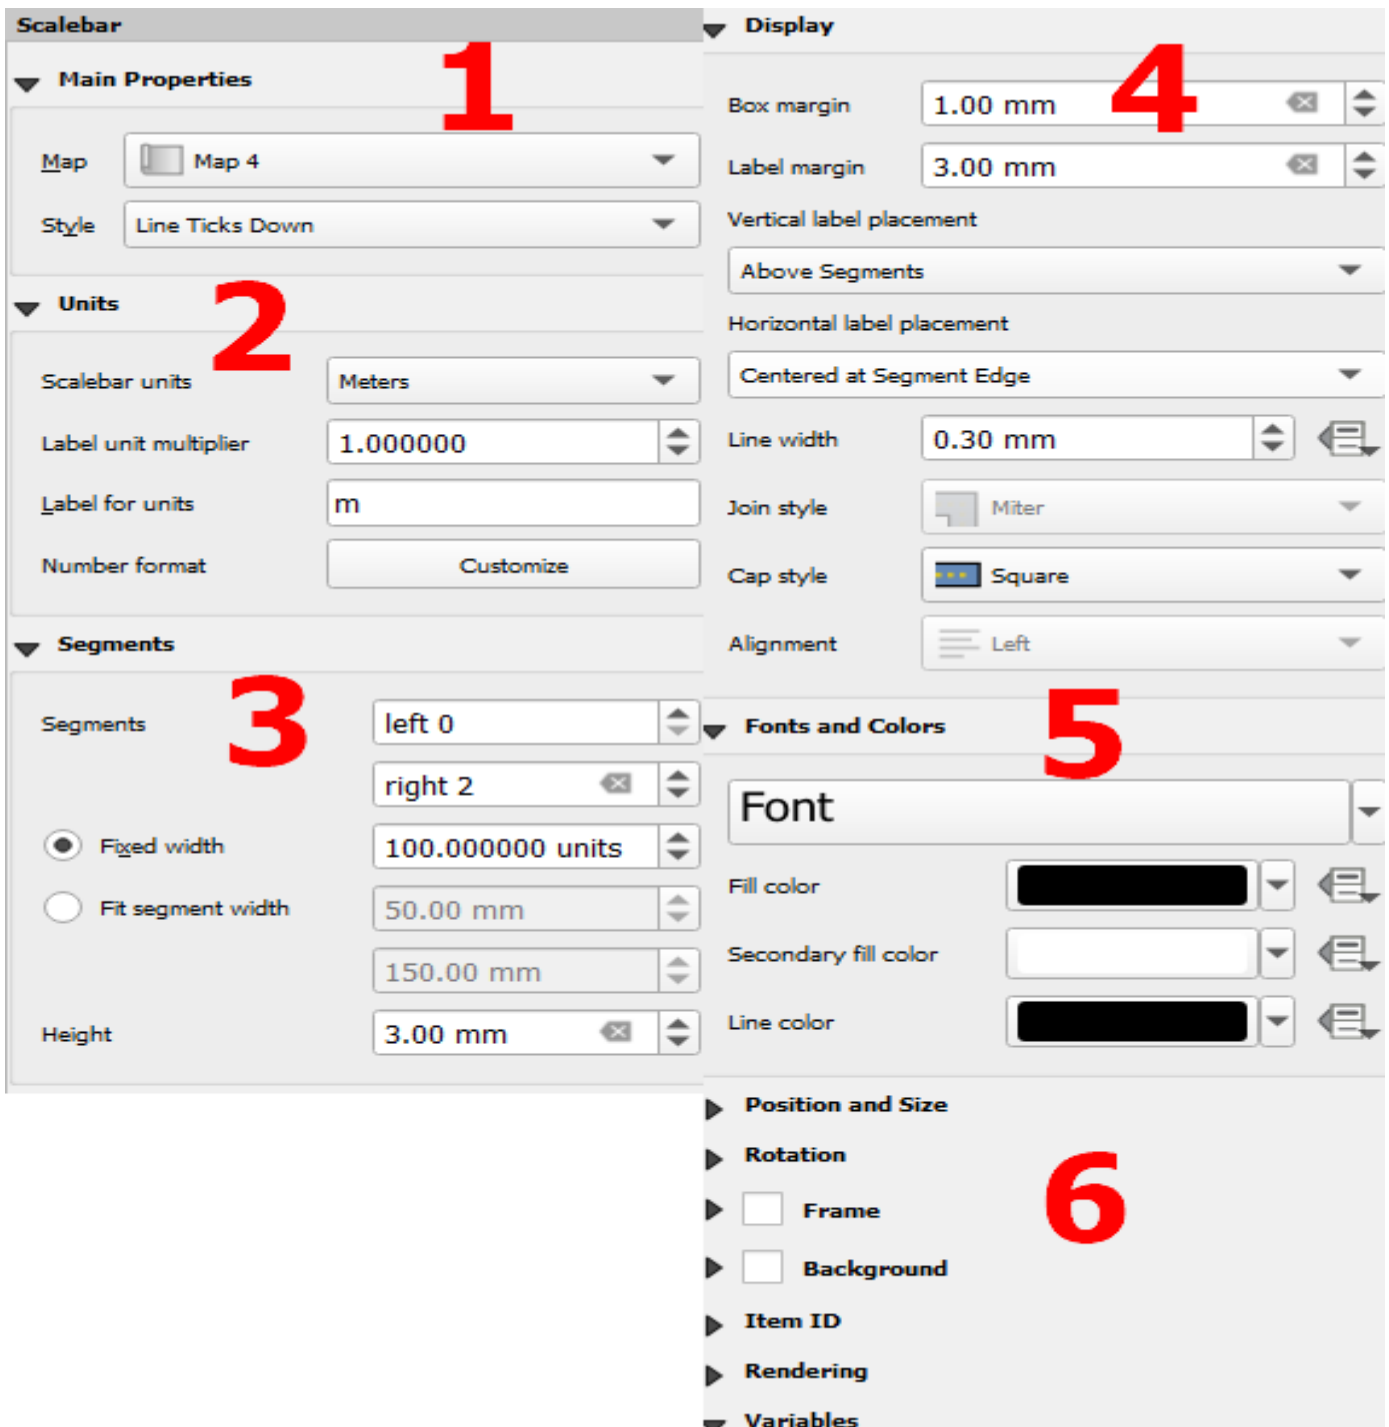 Scalebar
1
Main Properties
Map Map 4
Style Line Ticks Down
2
Units
Scalebar units Meters
Label unit multiplier 1.000000
Label for units m
Number format Customize
Segments
3
Segments left 0
right 2
Fixed width 100.000000 units
Fit segment width 50.00 mm
150.00 mm
Height 3.00 mm
Display
4
Box margin 1.00 mm
Label margin 3.00 mm
Vertical label placement
Above Segments
Horizontal label placement
Centered at Segment Edge
Line width 0.30 mm
Join style Miter
Cap style Square
Alignment Left
5
Fonts and Colors
Font
Fill color
Secondary fill color
Line color
Position and Size
Rotation
6
Frame
Background
Item ID
Rendering
Variables